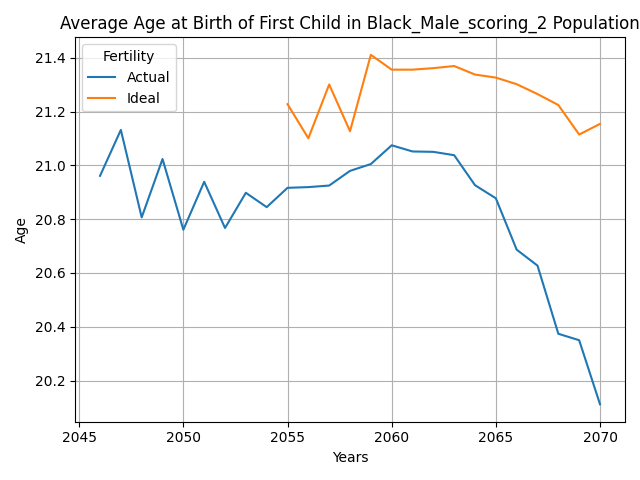 Average Age at Birth of First Child in Black_Male_scoring_2 Population
Fertility
Actual
Ideal
21.4
21.2
21.0
20.8
20.6
20.4
20.2
Age
2045 2050 2055 2060 2065 2070
Years